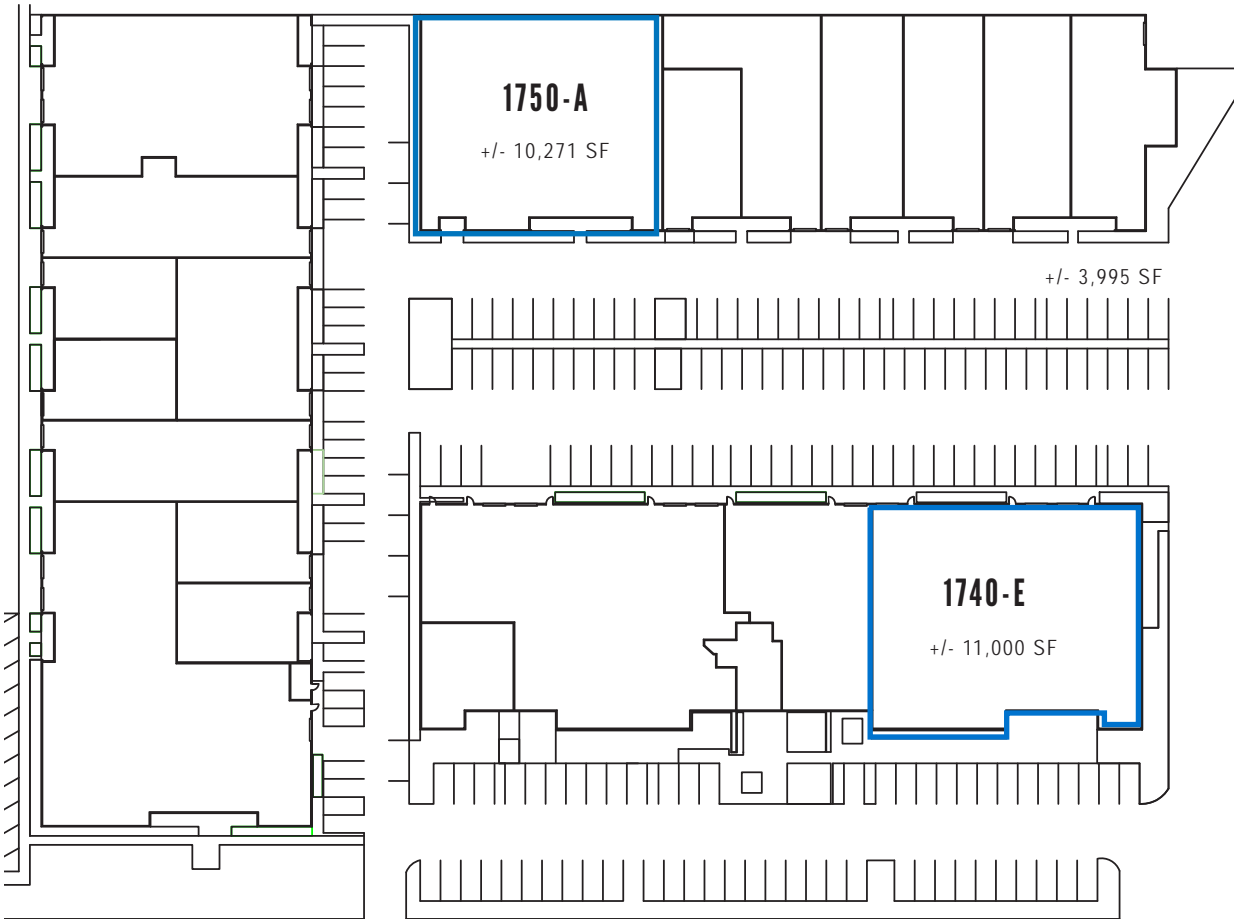 1750-A
+/- 10,271 SF
+/- 3,995 SF
1740-E
+/- 11,000 SF